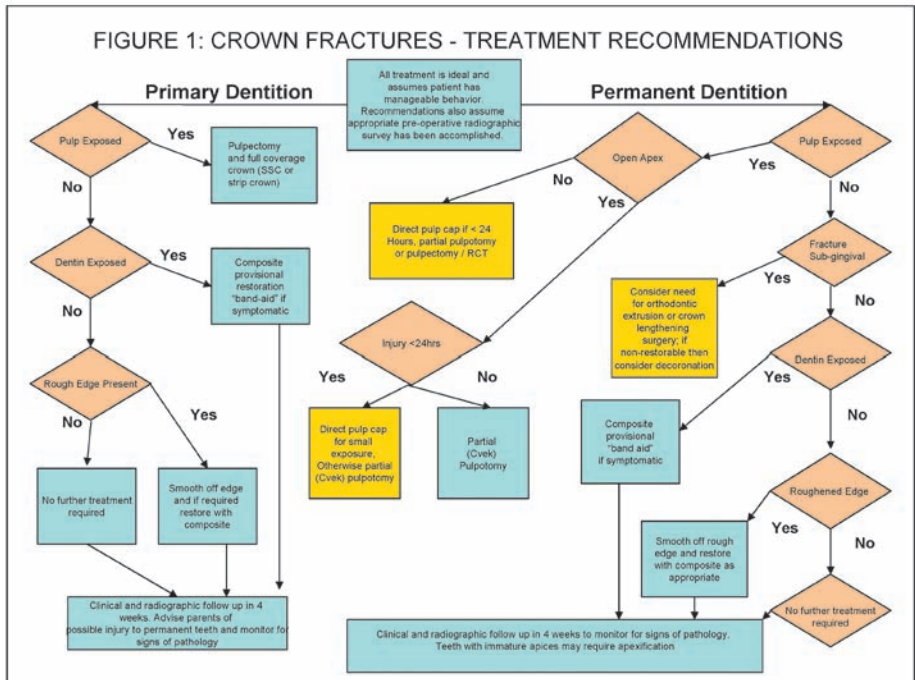 FIGURE 1: CROWN FRACTURES - TREATMENT RECOMMENDATIONS
All treatment is ideal and
assumes patient has
manageable behavior.
Recommendations also assume
appropriate pre-operative radiographic
survey has been accomplished.
Primary Dentition
Pulp Exposed
Yes
Pulpectomy
and full coverage
crown (SSC or
strip crown)
No
Dentin Exposed
Yes
Composite
provisional
restoration
"band-aid" if
symptomatic
No
Rough Edge Present
Yes
No
No further treatment
required
Smooth off edge
and if required
restore with
composite
Clinical and radiographic follow up in 4
weeks. Advise parents of
possible injury to permanent teeth and monitor for
signs of pathology
Permanent Dentition
Pulp Exposed
Yes
Open Apex
No
Yes
Direct pulp cap if < 24
Hours, partial pulpotomy
or pulpectomy / RCT
Injury <24hrs
Yes
No
Direct pulp cap
for small
exposure,
Otherwise partial
(Cvek) pulpotomy
Partial
(Cvek)
Pulpotomy
No
Fracture
Sub-gingival
Yes
Consider need
for orthodontic
extrusion or crown
lengthening
surgery; if
non-restorable then
consider decoronation
No
Dentin Exposed
Yes
Composite
provisional
"band aid"
if symptomatic
No
Roughened Edge
Yes
Smooth off rough
edge and restore
with composite as
appropriate
No
No further treatment
required
Clinical and radiographic follow up in 4 weeks to monitor for signs of pathology.
Teeth with immature apices may require apexification